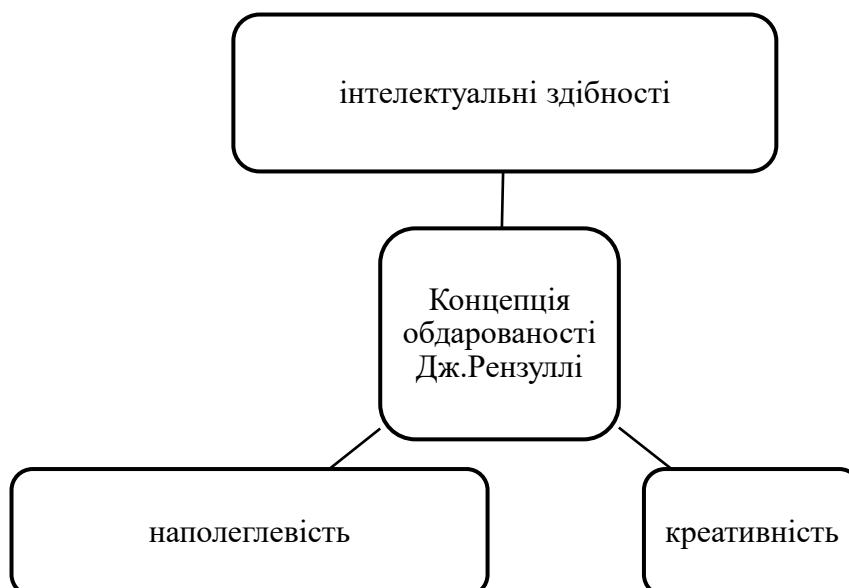 інтелектуальні здібності
Концепція
обдарованості
Дж.Рензуллі
наполеглевість
креативність